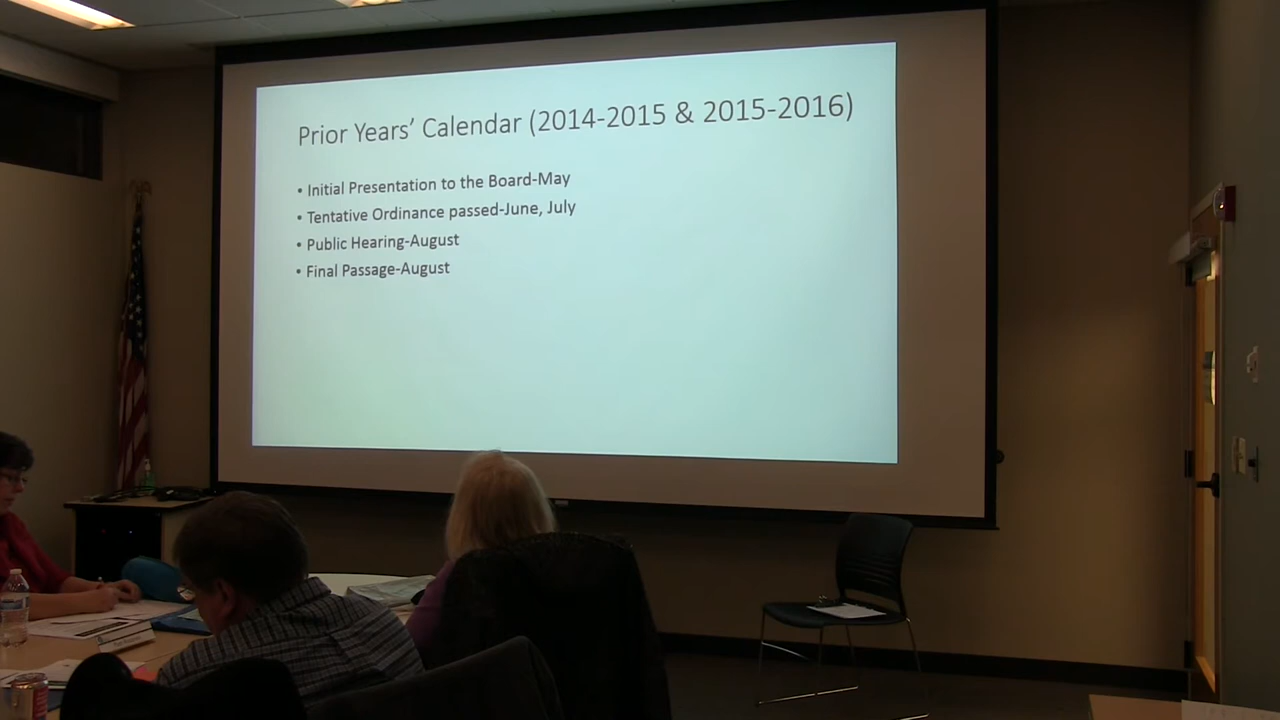 Prior Years’ Calendar (2014-2015 & 2015-2016)
• Initial Presentation to the Board-May
• Tentative Ordinance passed-June, July
• Public Hearing-August
• Final Passage-August